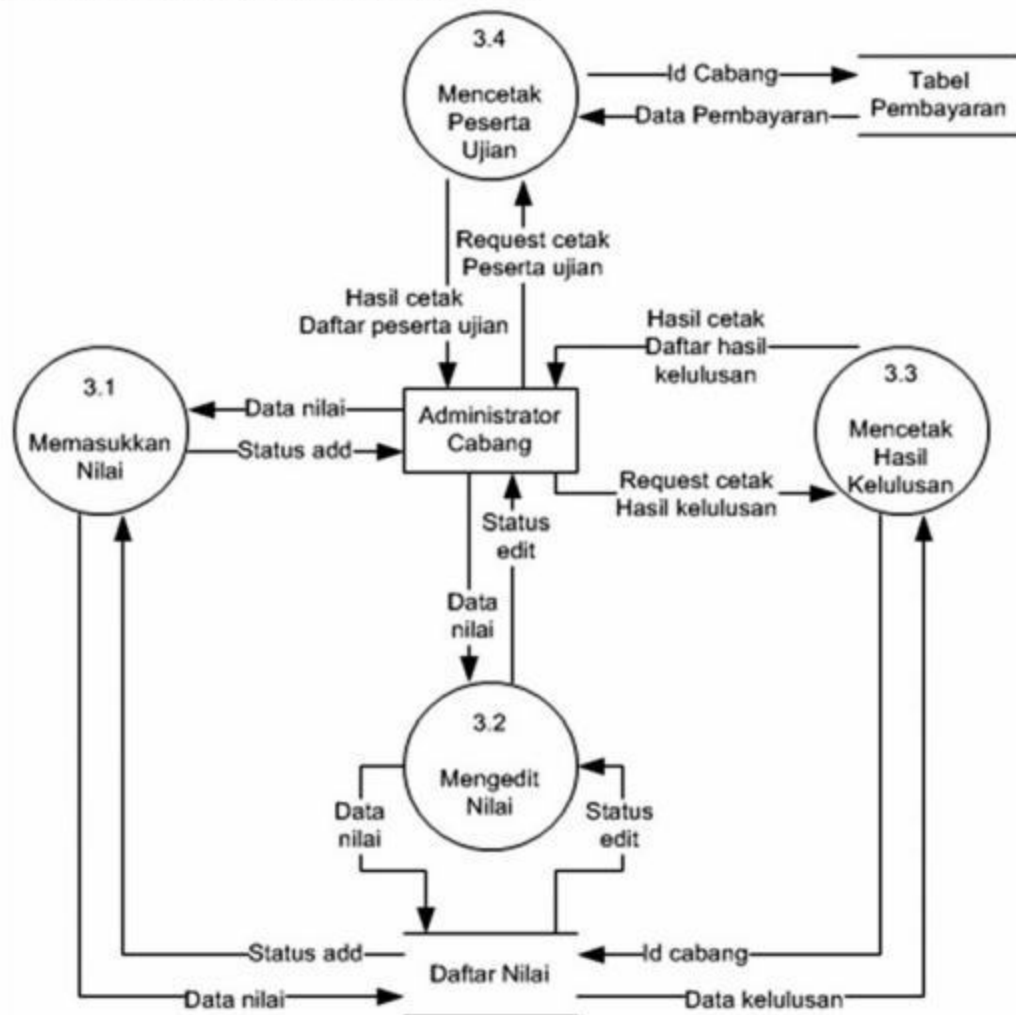 3.4
Mencetak
Peserta
Ujian
Id Cabang
Data Pembayaran
Tabel
Pembayaran
Request cetak
Peserta ujian
Hasil cetak
Daftar peserta ujian
Hasil cetak
Daftar hasil
kelulusan
3.1
Memasukkan
Nilai
Data nilai
Status add
Administrator
Cabang
3.3
Mencetak
Hasil
Kelulusan
Request cetak
Hasil kelulusan
Status
edit
Data
nilai
3.2
Mengedit
Nilai
Data
nilai
Status
edit
Status add
Data nilai
Daftar Nilai
Id cabang
Data kelulusan